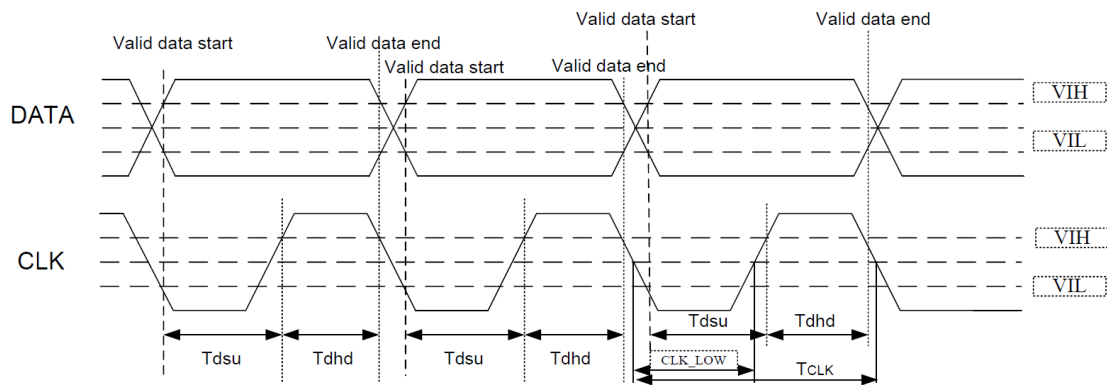 Valid data start
Valid data end
Valid data start
Valid data end
Valid data start
Valid data end
DATA
VIH
VIL
CLK
VIH
VIL
Tdsu
Tdhd
Tdsu
Tdhd
Tdsu
Tdhd
CLK_LOW
TCLK